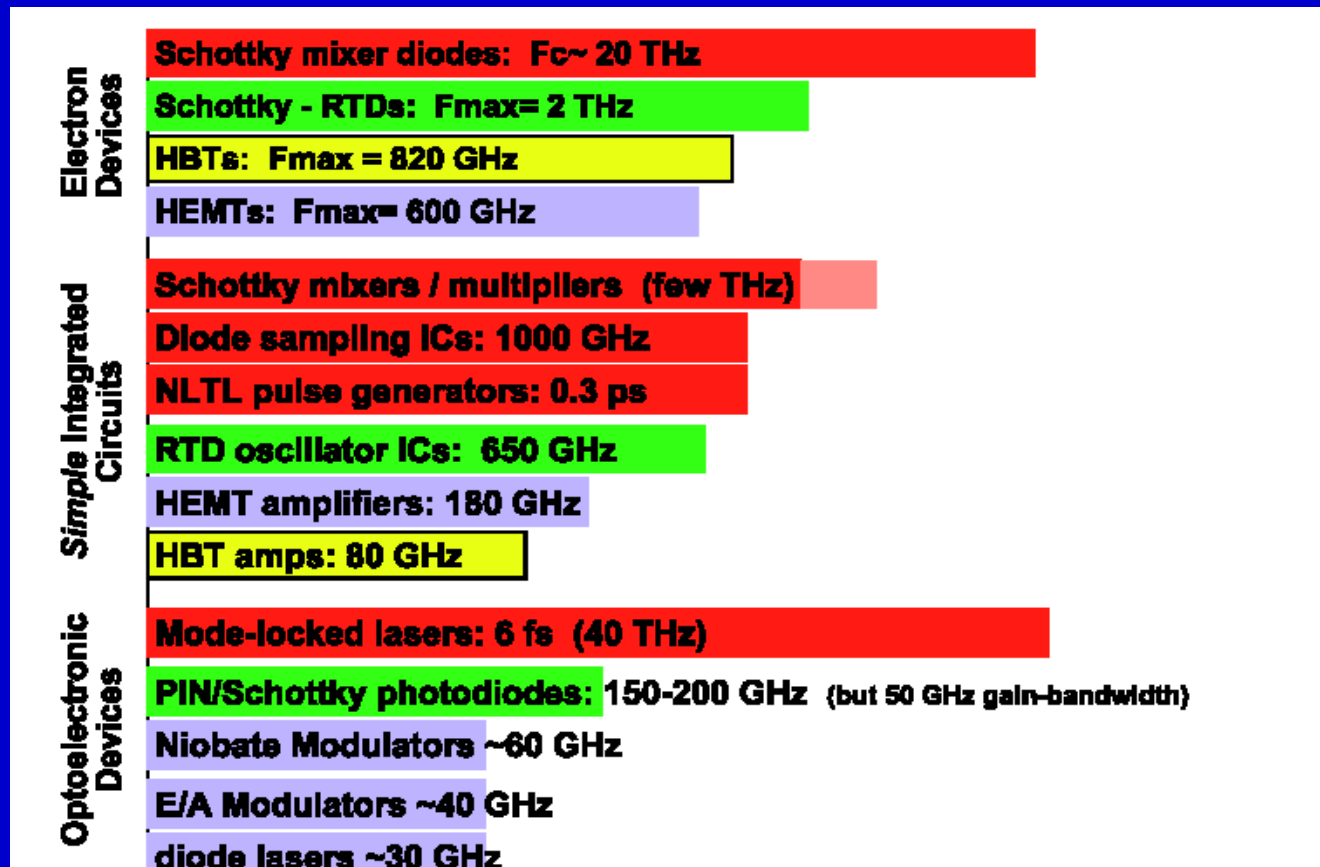 Electron
Devices
Schottky mixer diodes: Fc~ 20 THz
Schottky - RTDs: Fmax= 2 THz
HBTs: Fmax = 820 GHz
HEMTs: Fmax= 600 GHz
Simple Integrated
Circuits
Schottky mixers / multipliers (few THz)
Diode sampling ICs: 1000 GHz
NLTL pulse generators: 0.3 ps
RTD oscillator ICs: 650 GHz
HEMT amplifiers: 180 GHz
HBT amps: 80 GHz
Optoelectronic
Devices
Mode-locked lasers: 6 fs (40 THz)
PIN/Schottky photodiodes: 150-200 GHz (but 50 GHz gain-bandwidth)
Niobate Modulators ~60 GHz
E/A Modulators ~40 GHz
diode lasers ~30 GHz